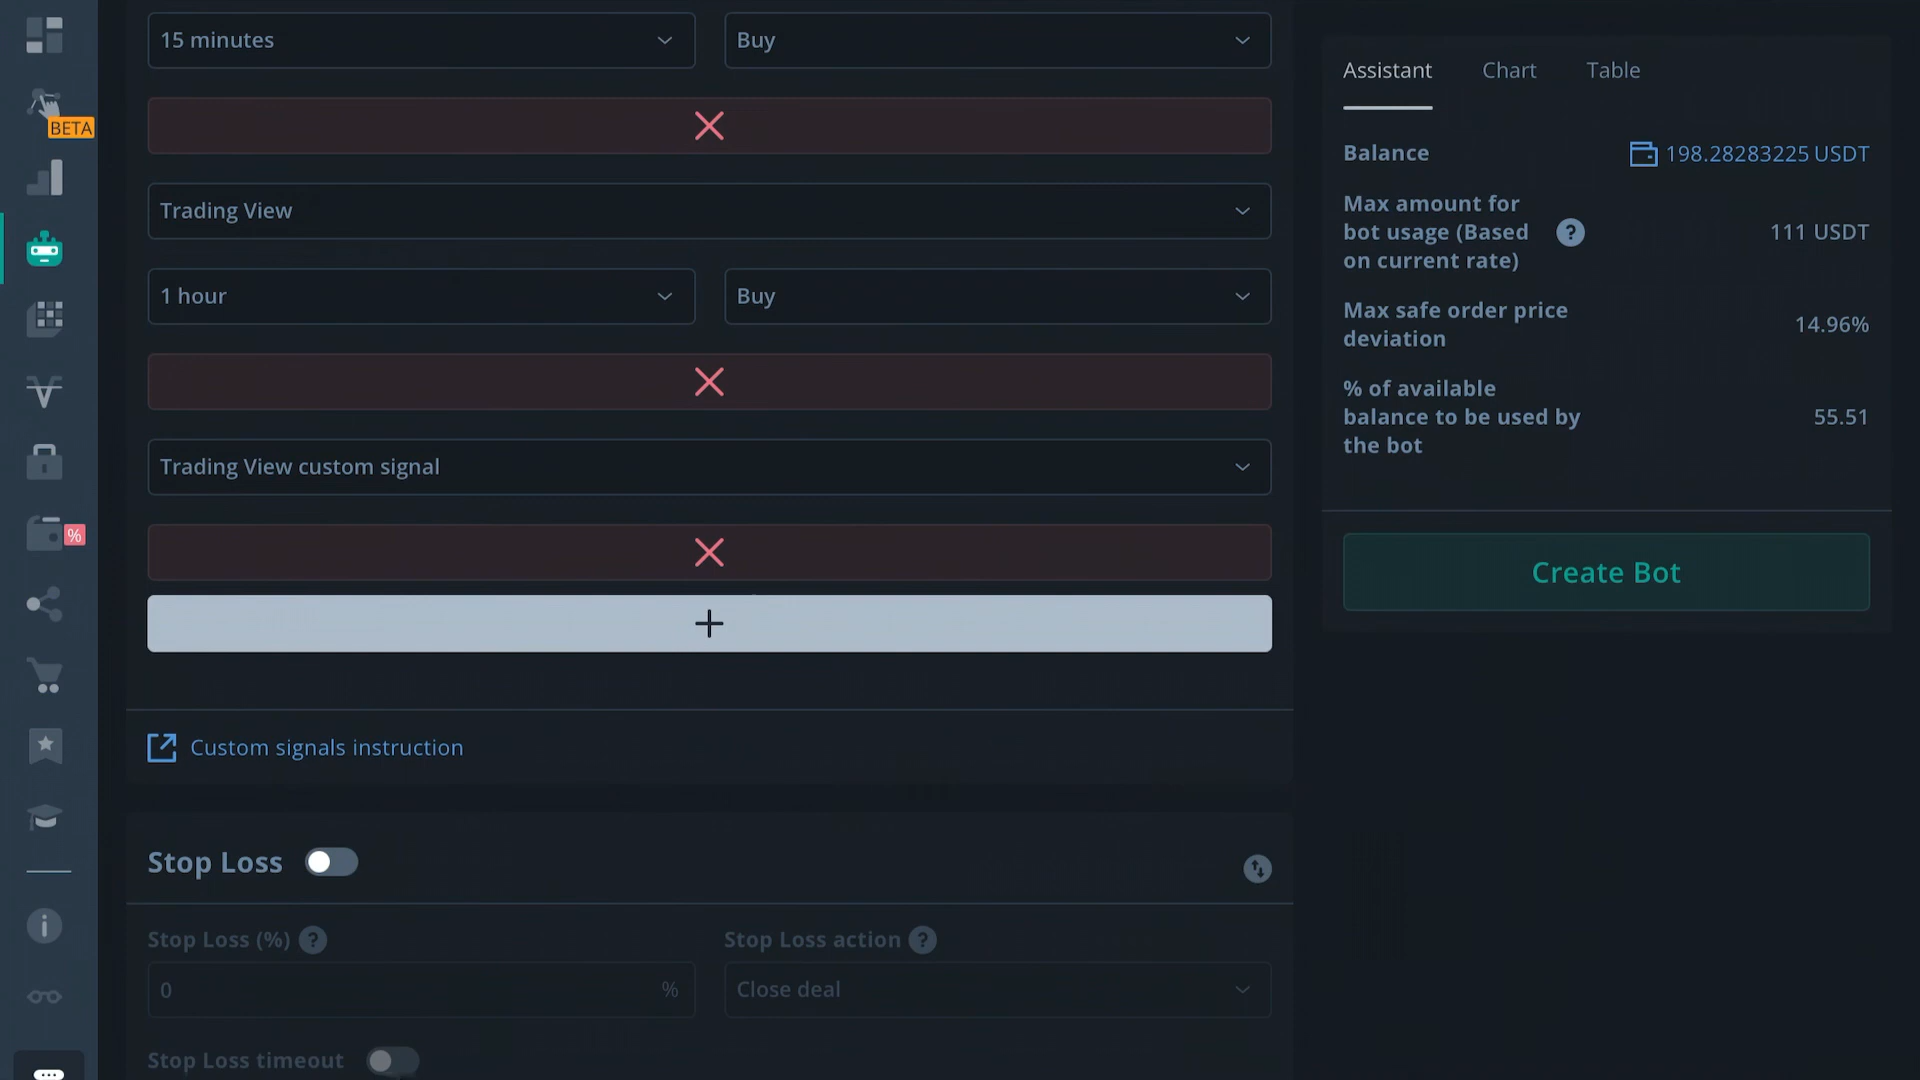 15 minutes
Buy
BETA
Trading View
1 hour
Buy
Trading View custom signal
%
Custom signals instruction
Stop Loss
Stop Loss (%) ?
Stop Loss action ?
0 %
Close deal
Stop Loss timeout
Assistant Chart Table
Balance 198.28283225 USDT
Max amount for
bot usage (Based
on current rate)
? 111 USDT
Max safe order price
deviation
14.96%
% of available
balance to be used by
the bot
55.51
Create Bot